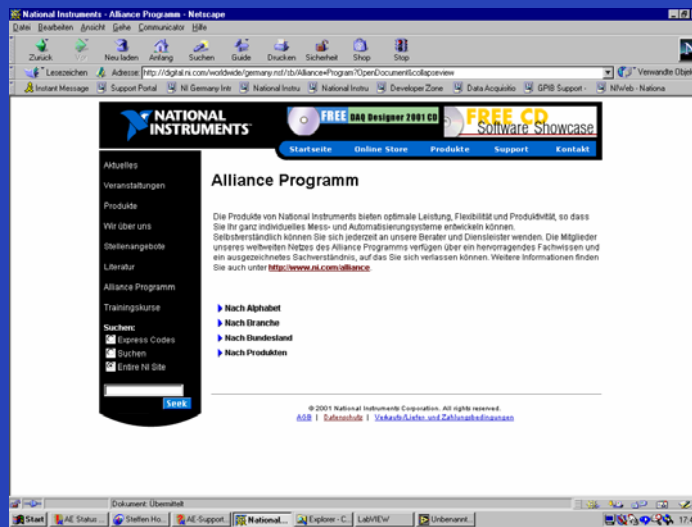 National Instruments - Alliance Programm - Netscape
Datei Bearbeiten Ansicht Gehe Communicator Hilfe
Zurück Vor Neu laden Anfang Suchen Guide Drucken Sicherheit Shop Stop
Lesezeichen Adresse: http://digital.ni.com/worldwide/germany.nsf/sb/Alliance+Program?OpenDocument&collapseview Verwandte Objekt
Instant Message Support Portal NI Germany Intr National Instru National Instru Developer Zone Data Acquisitio GPIB Support - NIWeb - Nationa
NATIONAL INSTRUMENTS™
FREE DAQ Designer 2001 CD
FREE CD
Software Showcase
Startseite Online Store Produkte Support Kontakt
Aktuelles
Veranstaltungen
Produkte
Wir über uns
Stellenangebote
Literatur
Alliance Programm
Trainingskurse
Suchen:
Express Codes
Suchen
Entire NI Site
Seek
Alliance Programm
Die Produkte von National Instruments bieten optimale Leistung, Flexibilität und Produktivität, so dass
Sie Ihr ganz individuelles Mess- und Automatisierungsysteme entwickeln können.
Selbstverständlich können Sie sich jederzeit an unsere Berater und Dienstleister wenden. Die Mitglieder
unseres weltweiten Netzes des Alliance Programms verfügen über ein hervorragendes Fachwissen und
ein ausgezeichnetes Sachverständnis, auf das Sie sich verlassen können. Weitere Informationen finden
Sie auch unter http://www.ni.com/alliance.
Nach Alphabet
Nach Branche
Nach Bundesland
Nach Produkten
© 2001 National Instruments Corporation. All rights reserved.
AGB | Datenschutz | Verkaufs-/Liefer- und Zahlungsbedingungen
Dokument: Übermittelt
Start AE Status ... Steffen Ho... AE-Support... National... Explorer - C... LabVIEW Unbenannt...